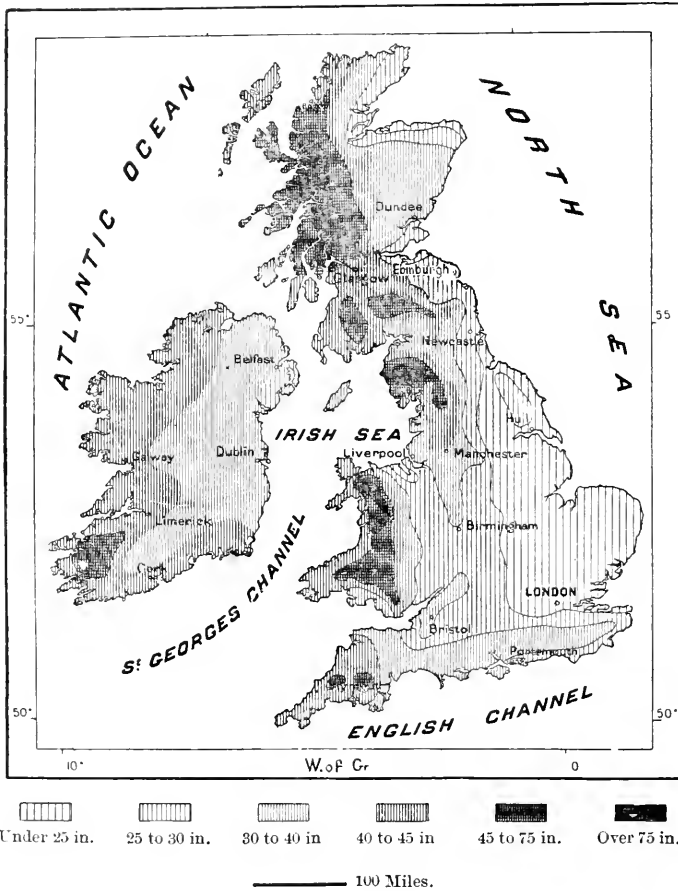 ATLANTIC OCEAN
NORTH SEA
Dundee
Glasgow
Edinburgh
55°
55
Newcastle
Belfast
Hull
IRISH SEA
Galway
Dublin
Liverpool
Manchester
Limerick
Birmingham
Cork
St GEORGES CHANNEL
LONDON
Bristol
Portsmouth
50°
50°
ENGLISH CHANNEL
10°
W. of Gr
0
Under 25 in.
25 to 30 in.
30 to 40 in
40 to 45 in
45 to 75 in.
Over 75 in.
100 Miles.